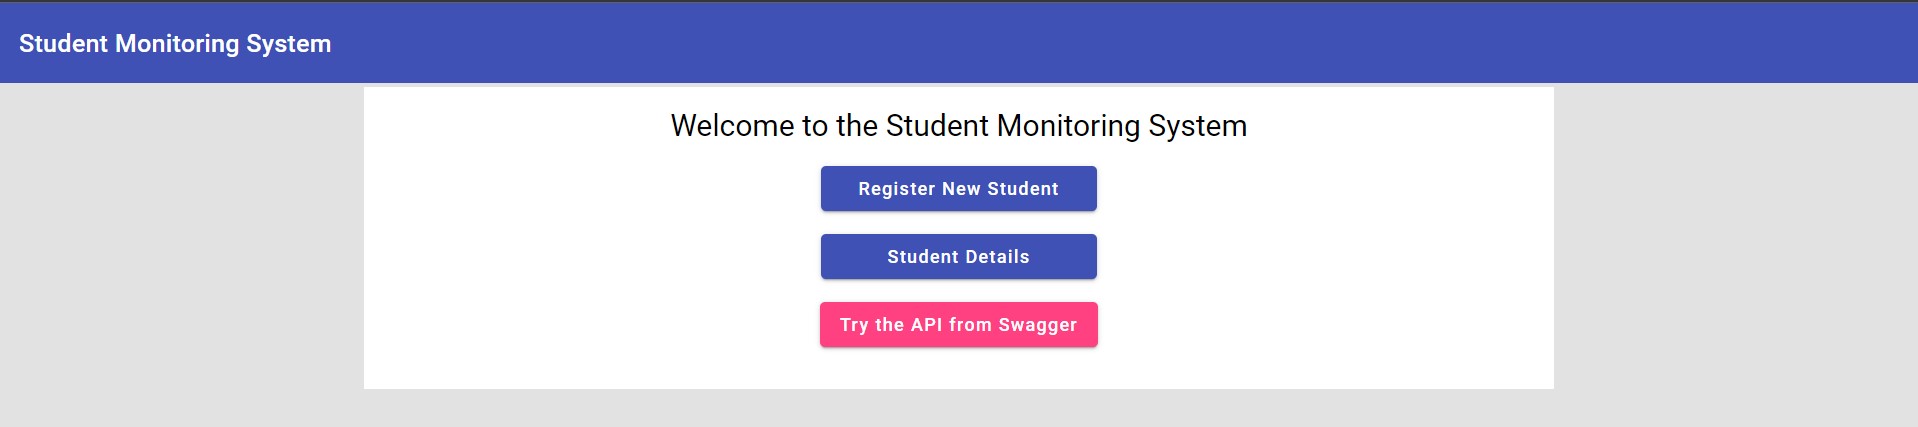 Student Monitoring System
Welcome to the Student Monitoring System
Register New Student
Student Details
Try the API from Swagger